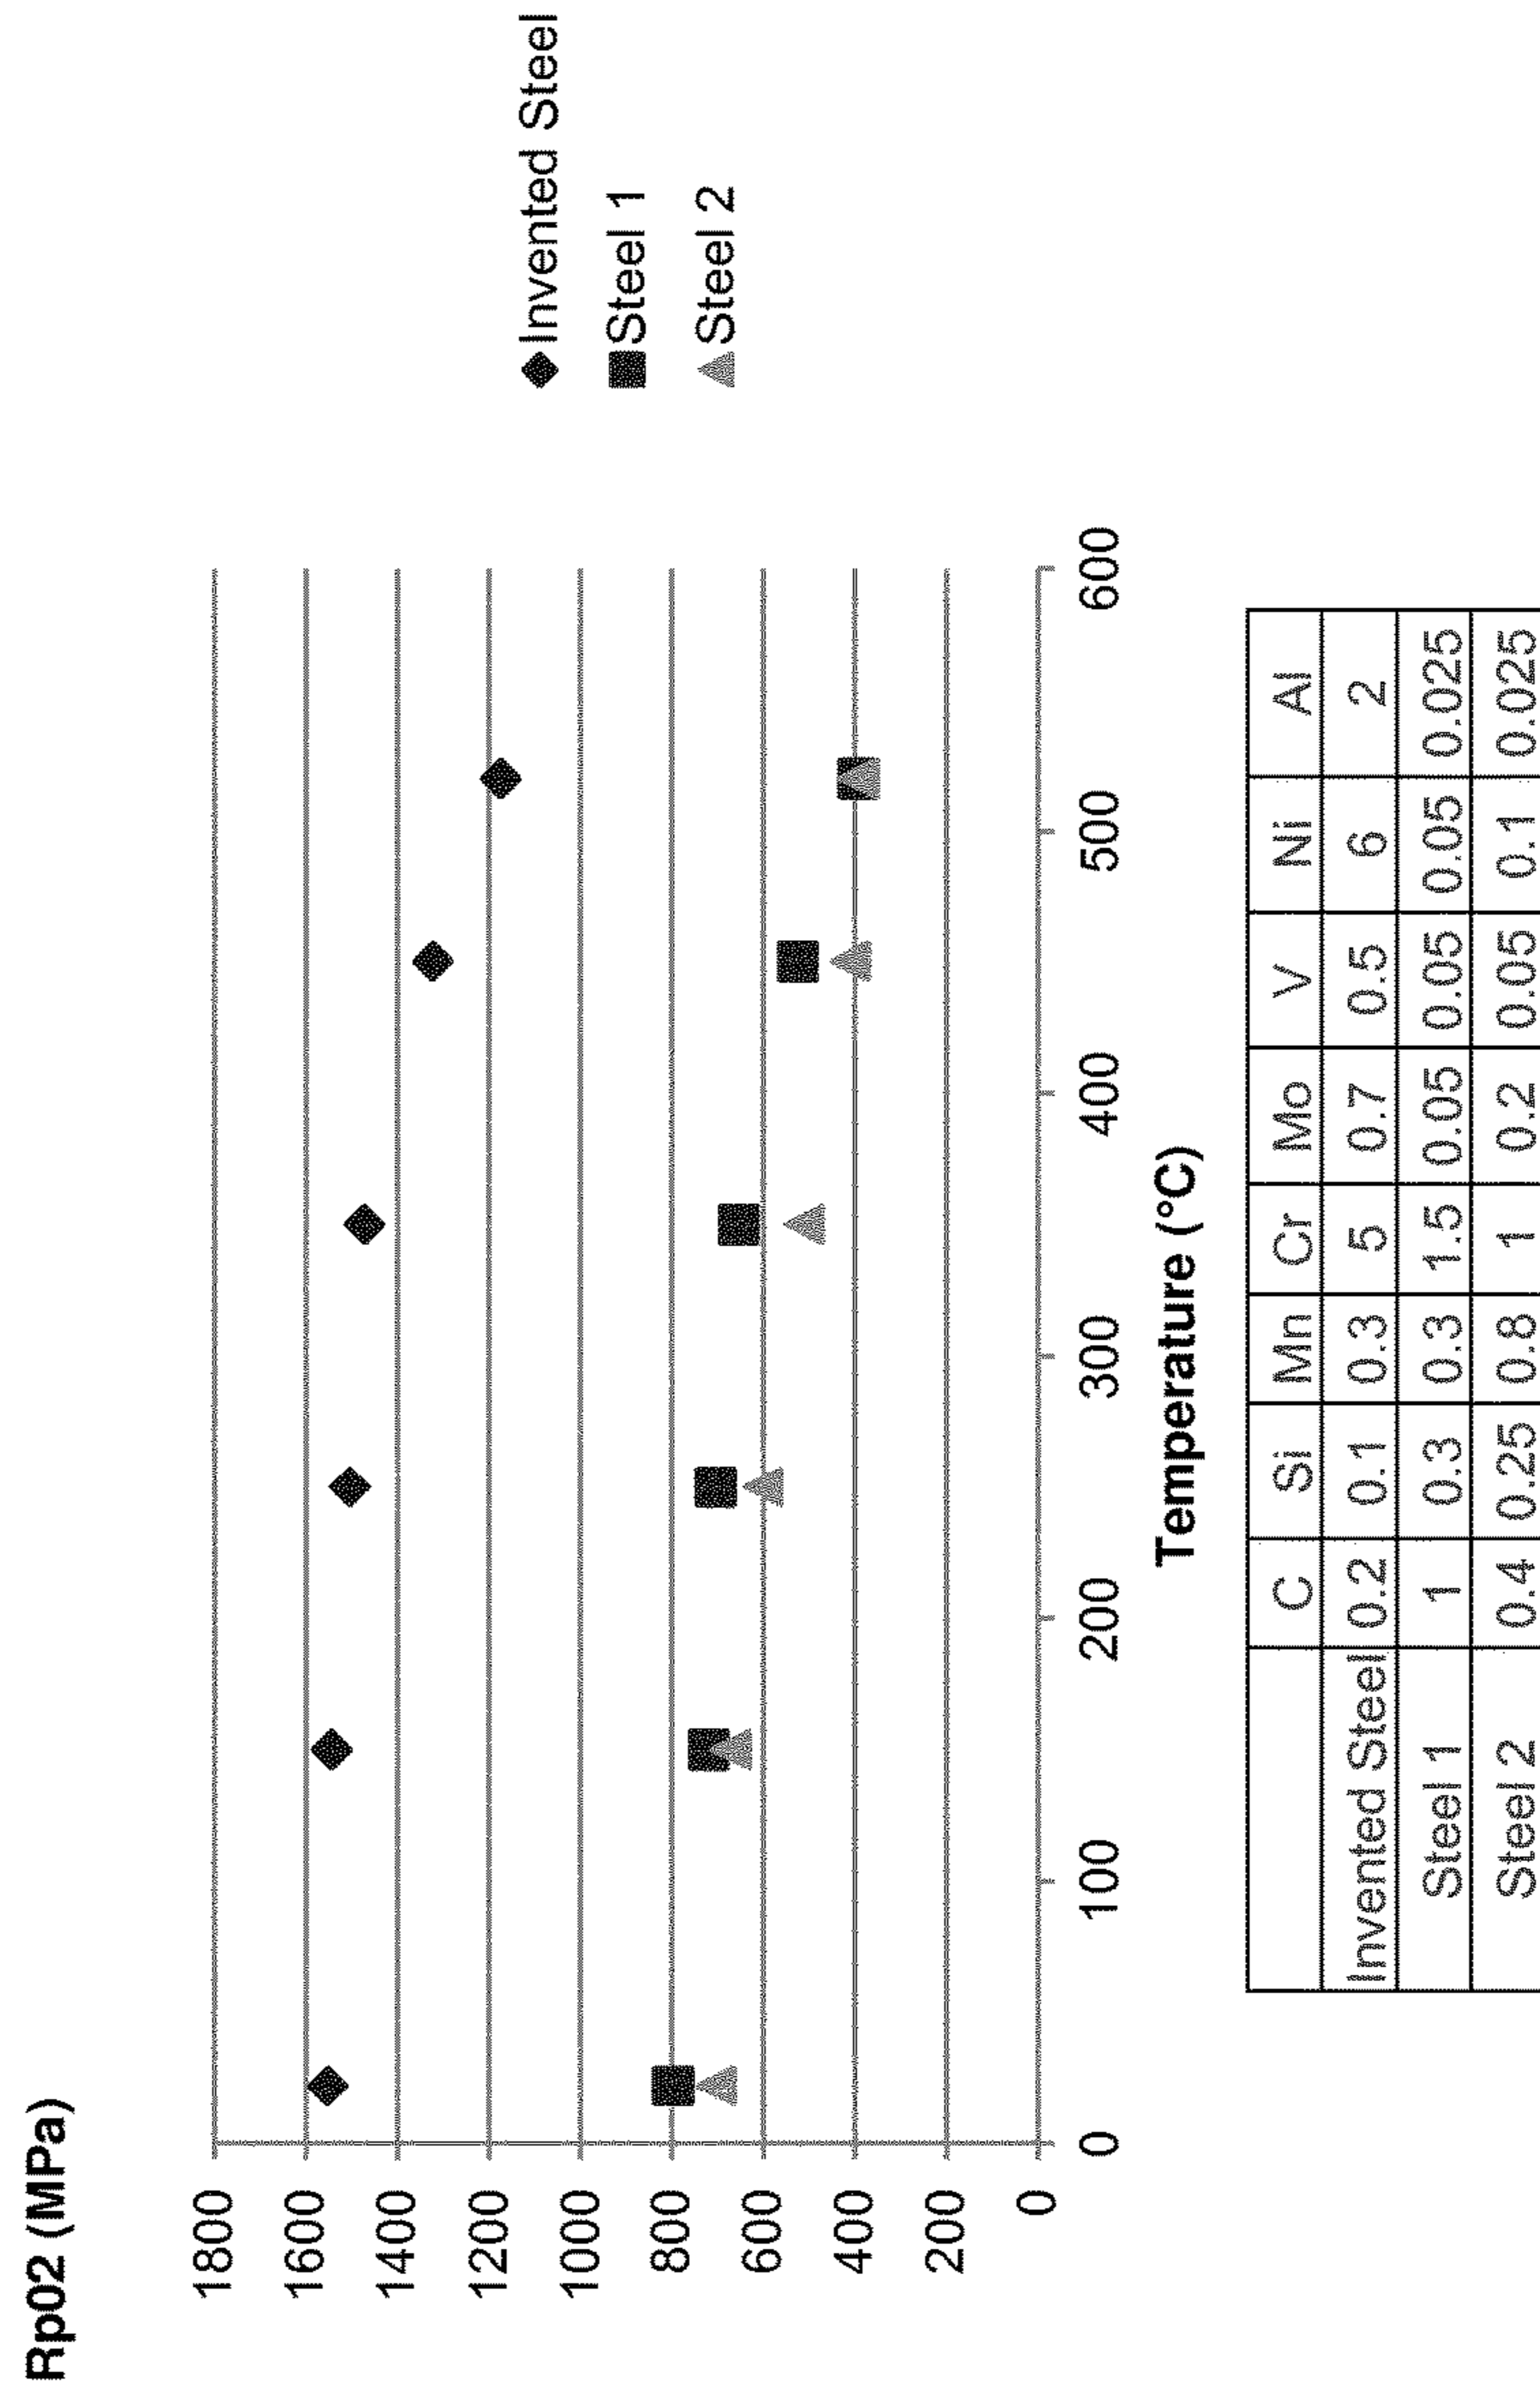 Rp02 (MPa)
1800
1600
1400
1200
1000
800
600
400
200
0
0 100 200 300 400 500 600
Temperature (°C)
Invented Steel
Steel 1
Steel 2
C Si Mn Cr Mo V Ni Al
Invented Steel 0.2 0.1 0.3 5 0.7 0.5 6 2
Steel 1 1 0.3 0.3 1.5 0.05 0.05 0.05 0.025
Steel 2 0.4 0.25 0.8 1 0.2 0.05 0.1 0.025